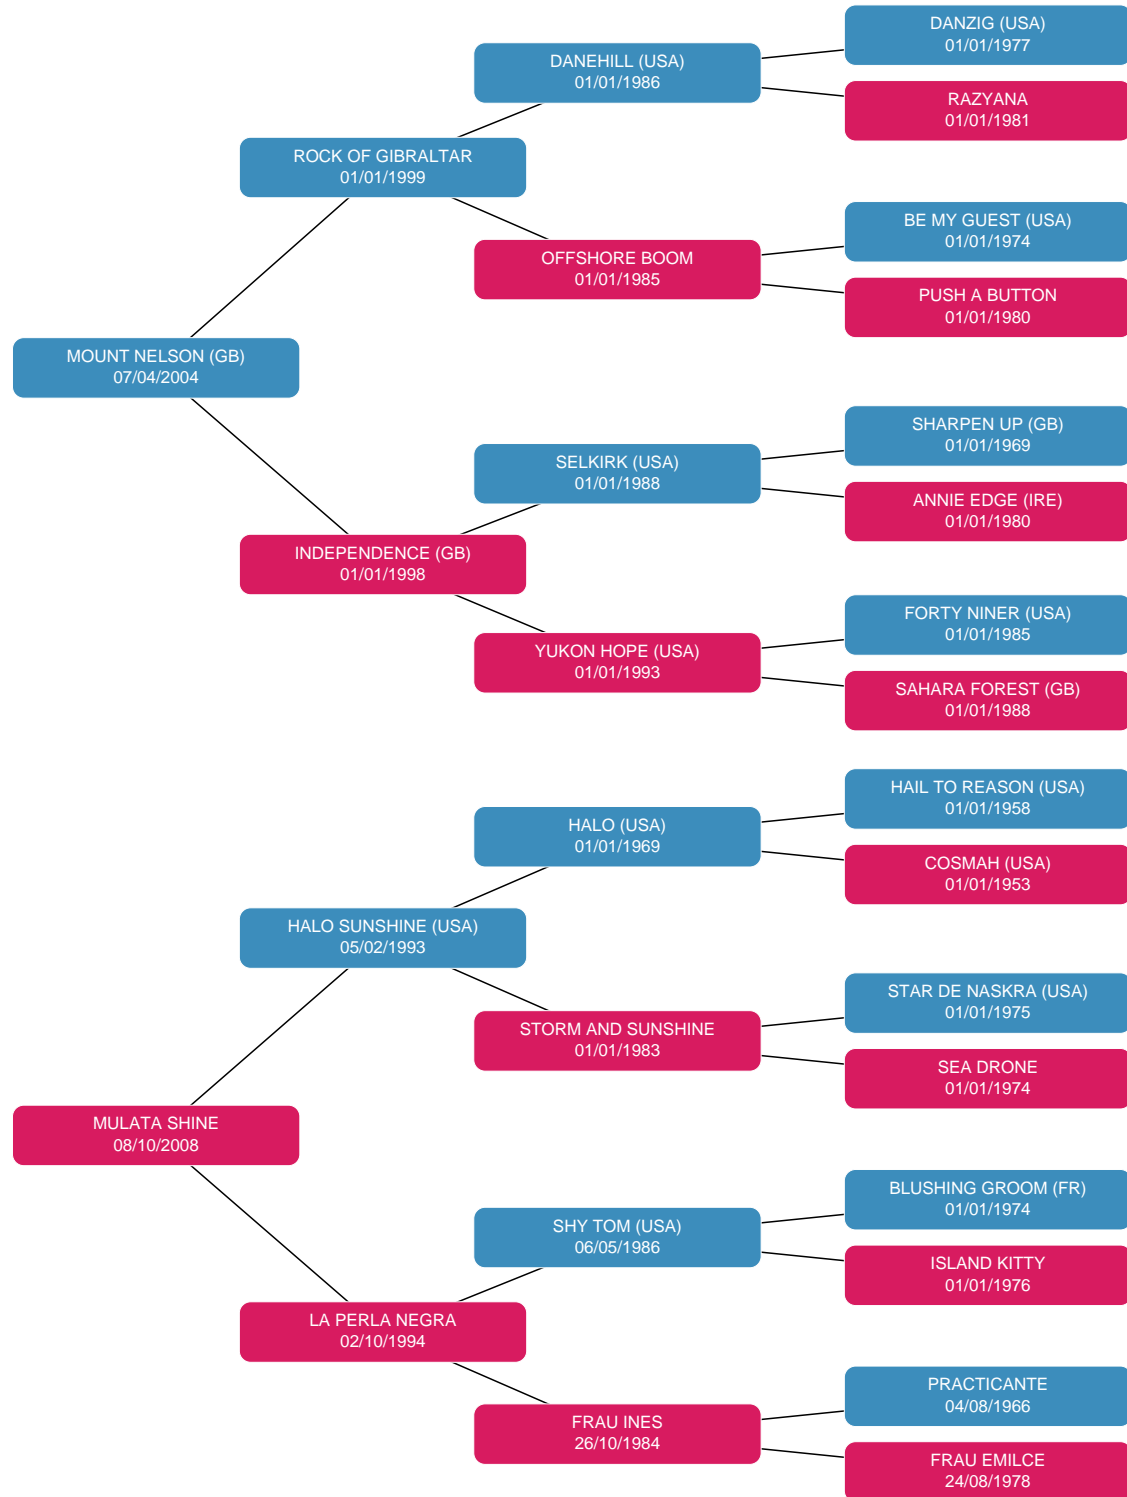 DANZIG (USA)
01/01/1977
DANEHILL (USA)
01/01/1986
RAZYANA
01/01/1981
ROCK OF GIBRALTAR
01/01/1999
BE MY GUEST (USA)
01/01/1974
OFFSHORE BOOM
01/01/1985
PUSH A BUTTON
01/01/1980
MOUNT NELSON (GB)
07/04/2004
SHARPEN UP (GB)
01/01/1969
SELKIRK (USA)
01/01/1988
ANNIE EDGE (IRE)
01/01/1980
INDEPENDENCE (GB)
01/01/1998
FORTY NINER (USA)
01/01/1985
YUKON HOPE (USA)
01/01/1993
SAHARA FOREST (GB)
01/01/1988
HAIL TO REASON (USA)
01/01/1958
HALO (USA)
01/01/1969
COSMAH (USA)
01/01/1953
HALO SUNSHINE (USA)
05/02/1993
STAR DE NASKRA (USA)
01/01/1975
STORM AND SUNSHINE
01/01/1983
SEA DRONE
01/01/1974
MULATA SHINE
08/10/2008
BLUSHING GROOM (FR)
01/01/1974
SHY TOM (USA)
06/05/1986
ISLAND KITTY
01/01/1976
LA PERLA NEGRA
02/10/1994
PRACTICANTE
04/08/1966
FRAU INES
26/10/1984
FRAU EMILCE
24/08/1978